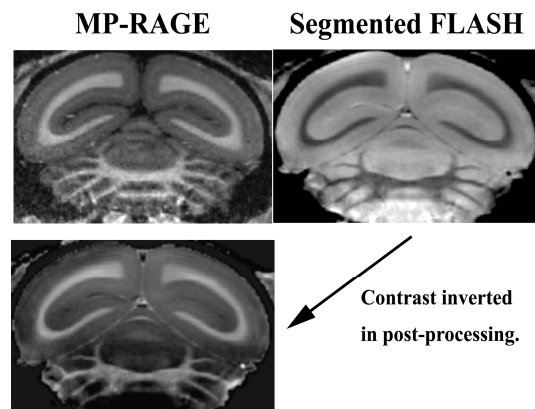 MP-RAGE
Segmented FLASH
Contrast inverted
in post-processing.